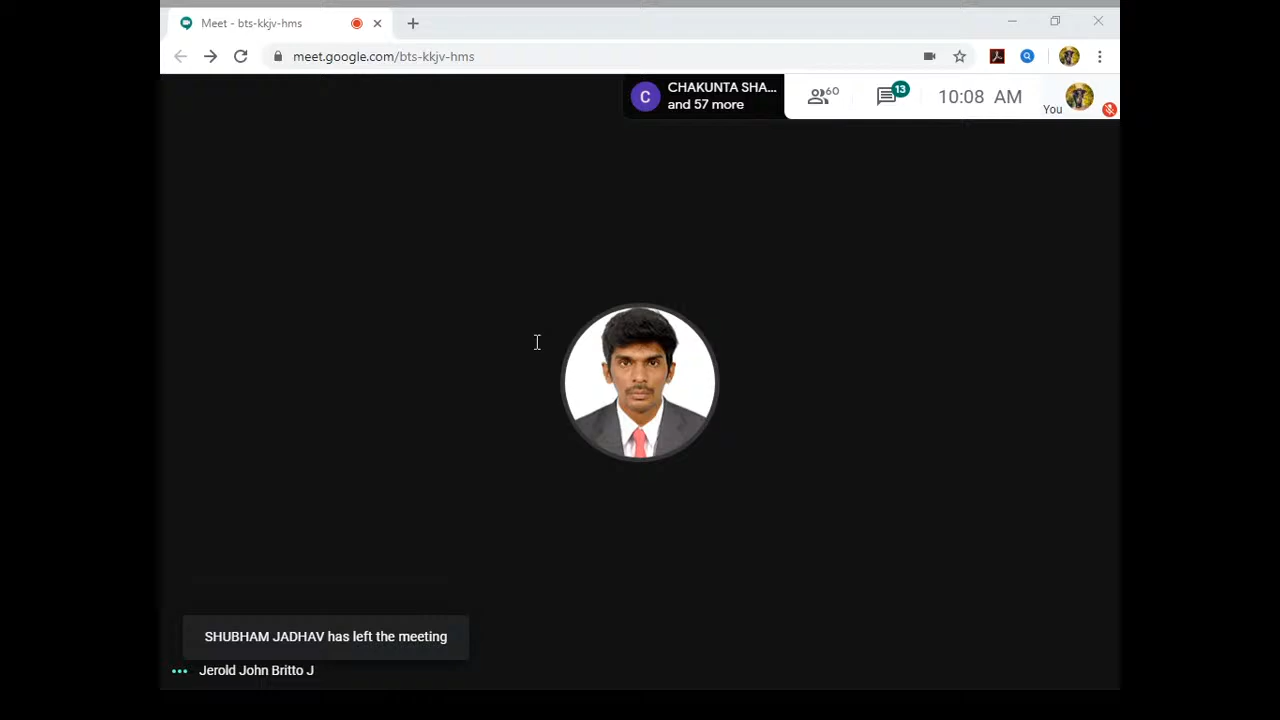 Meet - bts-kkjv-hms
meet.google.com/bts-kkjv-hms
C
CHAKUNTA SHA...
and 57 more
60
13
10:08 AM
You
SHUBHAM JADHAV has left the meeting
Jerold John Britto J